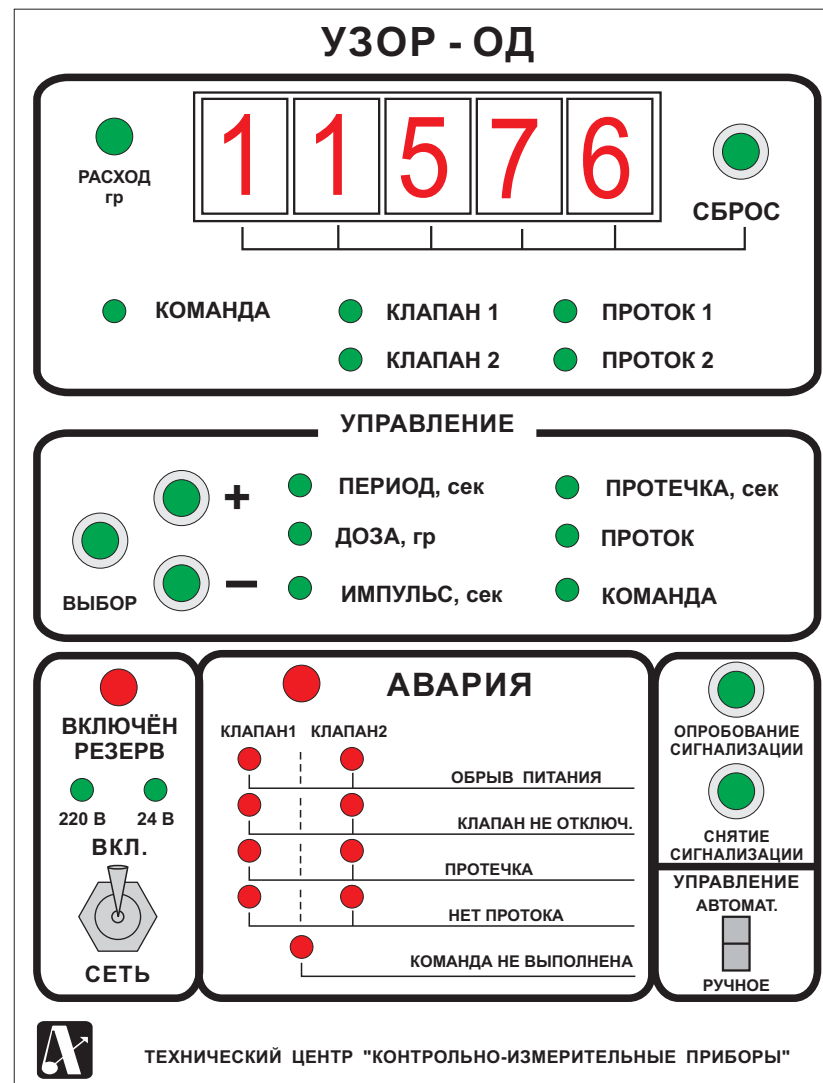 УЗОР - ОД
11576
РАСХОД
гр
СБРОС
КОМАНДА КЛАПАН 1 ПРОТОК 1
КЛАПАН 2 ПРОТОК 2
УПРАВЛЕНИЕ
+ ПЕРИОД, сек ПРОТЕЧКА, сек
ДОЗА, гр ПРОТОК
ВЫБОР – ИМПУЛЬС, сек КОМАНДА
ВКЛЮЧЁН
РЕЗЕРВ
220 В 24 В
ВКЛ.
СЕТЬ
АВАРИЯ
КЛАПАН1 КЛАПАН2
ОБРЫВ ПИТАНИЯ
КЛАПАН НЕ ОТКЛЮЧ.
ПРОТЕЧКА
НЕТ ПРОТОКА
КОМАНДА НЕ ВЫПОЛНЕНА
ОПРОБОВАНИЕ
СИГНАЛИЗАЦИИ
СНЯТИЕ
СИГНАЛИЗАЦИИ
УПРАВЛЕНИЕ
АВТОМАТ.
РУЧНОЕ
ТЕХНИЧЕСКИЙ ЦЕНТР "КОНТРОЛЬНО-ИЗМЕРИТЕЛЬНЫЕ ПРИБОРЫ"